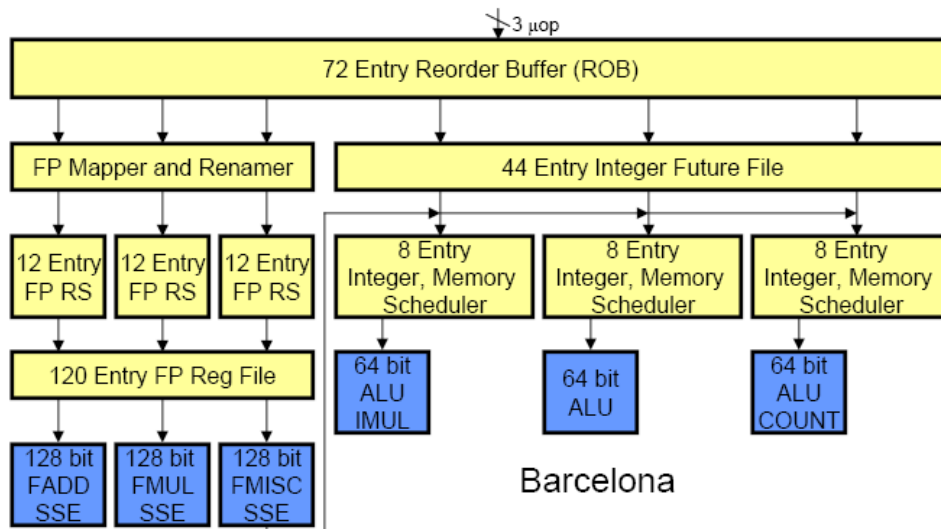 3 μop
72 Entry Reorder Buffer (ROB)
FP Mapper and Renamer
44 Entry Integer Future File
12 Entry
FP RS
12 Entry
FP RS
12 Entry
FP RS
8 Entry
Integer, Memory
Scheduler
8 Entry
Integer, Memory
Scheduler
8 Entry
Integer, Memory
Scheduler
120 Entry FP Reg File
64 bit
ALU
IMUL
64 bit
ALU
64 bit
ALU
COUNT
128 bit
FADD
SSE
128 bit
FMUL
SSE
128 bit
FMISC
SSE
Barcelona